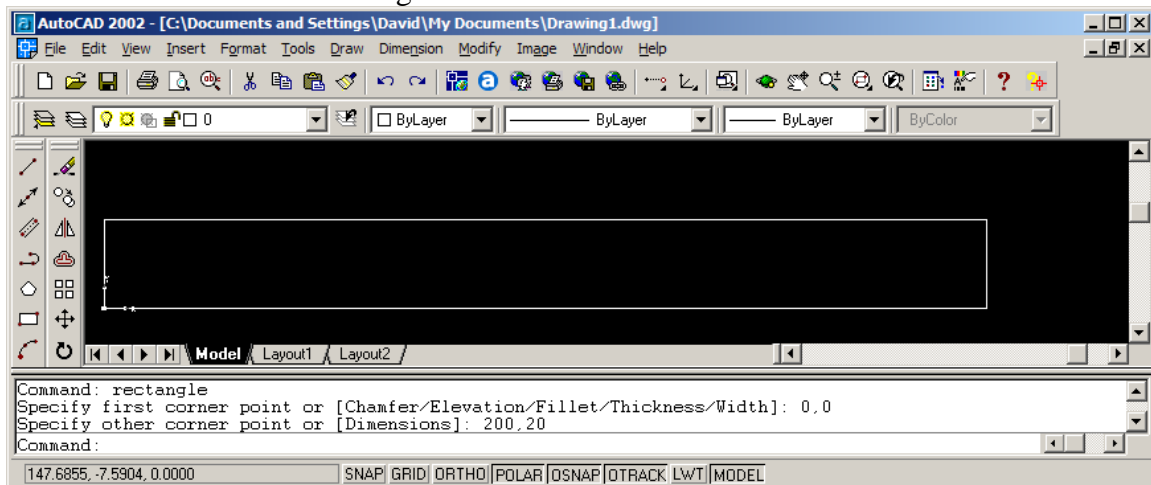 AutoCAD 2002 - [C:\Documents and Settings\David\My Documents\Drawing1.dwg]
File Edit View Insert Format Tools Draw Dimension Modify Image Window Help
0 ByLayer ByLayer ByLayer ByColor
Model Layout1 Layout2
Command: rectangle
Specify first corner point or [Chamfer/Elevation/Fillet/Thickness/Width]: 0,0
Specify other corner point or [Dimensions]: 200,20
Command:
147.6855, -7.5904, 0.0000 SNAP GRID ORTHO POLAR OSNAP OTRACK LWT MODEL